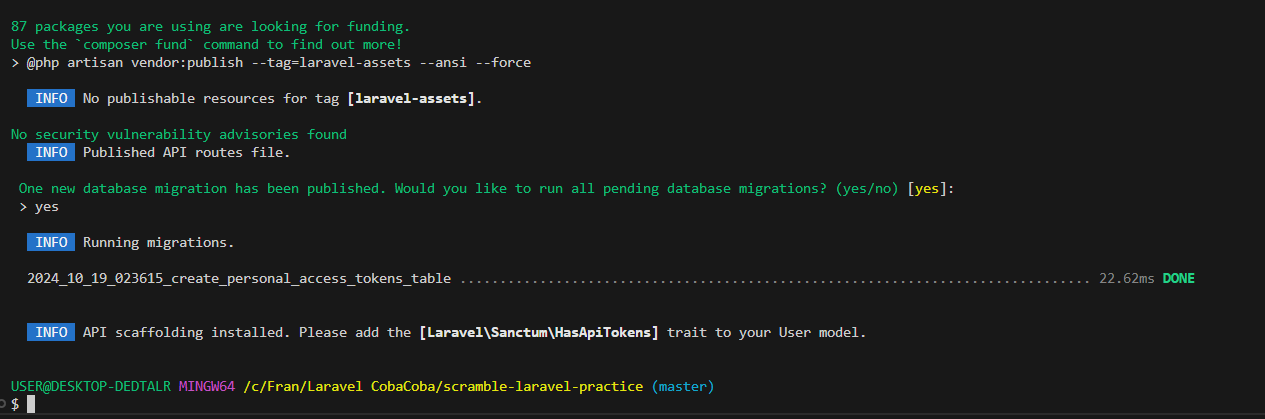 87 packages you are using are looking for funding.
Use the `composer fund` command to find out more!
> @php artisan vendor:publish --tag=laravel-assets --ansi --force
INFO No publishable resources for tag [laravel-assets].
No security vulnerability advisories found
INFO Published API routes file.
One new database migration has been published. Would you like to run all pending database migrations? (yes/no) [yes]:
> yes
INFO Running migrations.
2024_10_19_023615_create_personal_access_tokens_table ............................................................................... 22.62ms DONE
INFO API scaffolding installed. Please add the [Laravel\Sanctum\HasApiTokens] trait to your User model.
USER@DESKTOP-DEDTALR MINGW64 /c/Fran/Laravel CobaCoba/scramble-laravel-practice (master)
$